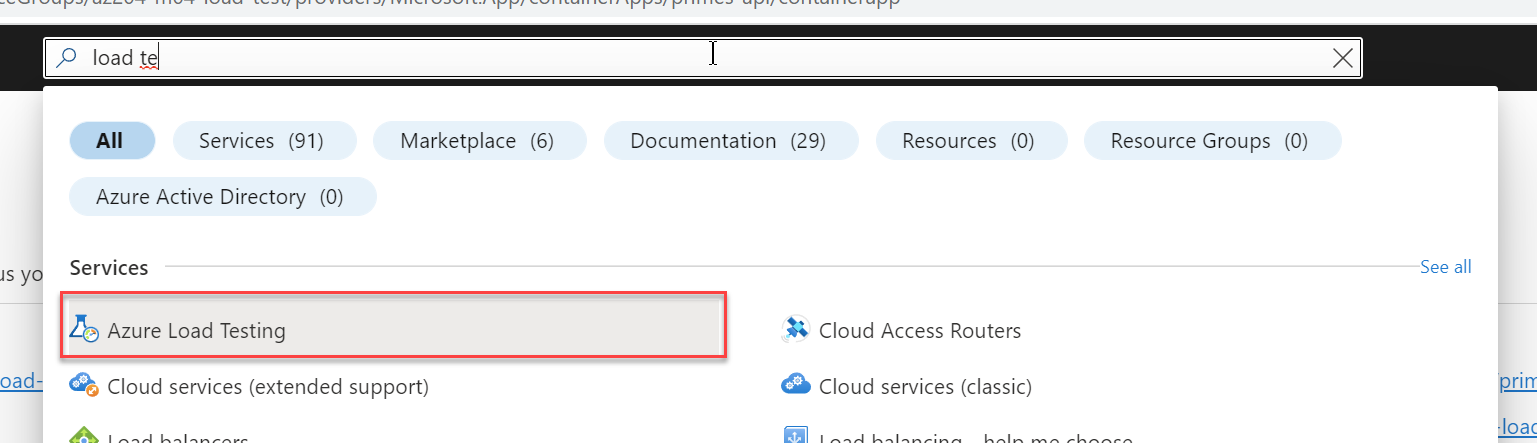 ceGroups/az204-m04-load-test/providers/Microsoft.App/containerApps/primes-api/containerapp
load te
All Services (91) Marketplace (6) Documentation (29) Resources (0) Resource Groups (0)
Azure Active Directory (0)
us yo
Services See all
Azure Load Testing Cloud Access Routers
oad- Cloud services (extended support) Cloud services (classic) /prim
Load balancers Load balancing - help me choose -load